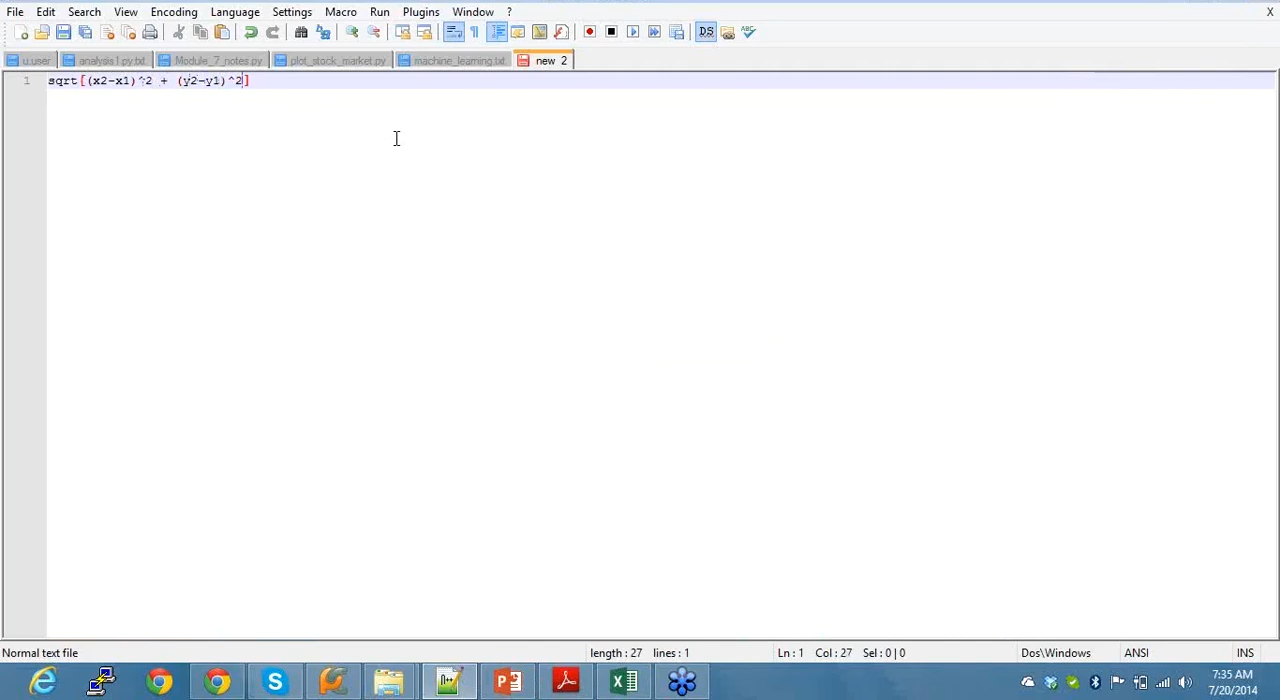 File Edit Search View Encoding Language Settings Macro Run Plugins Window ? X
u.user analysis1.py.txt Module_7_notes.py plot_stock_market.py machine_learning.txt new 2
1 sqrt[(x2-x1)^2 + (y2-y1)^2]
Normal text file length : 27 lines : 1 Ln : 1 Col : 27 Sel : 0 | 0 Dos\Windows ANSI INS
7:35 AM
7/20/2014